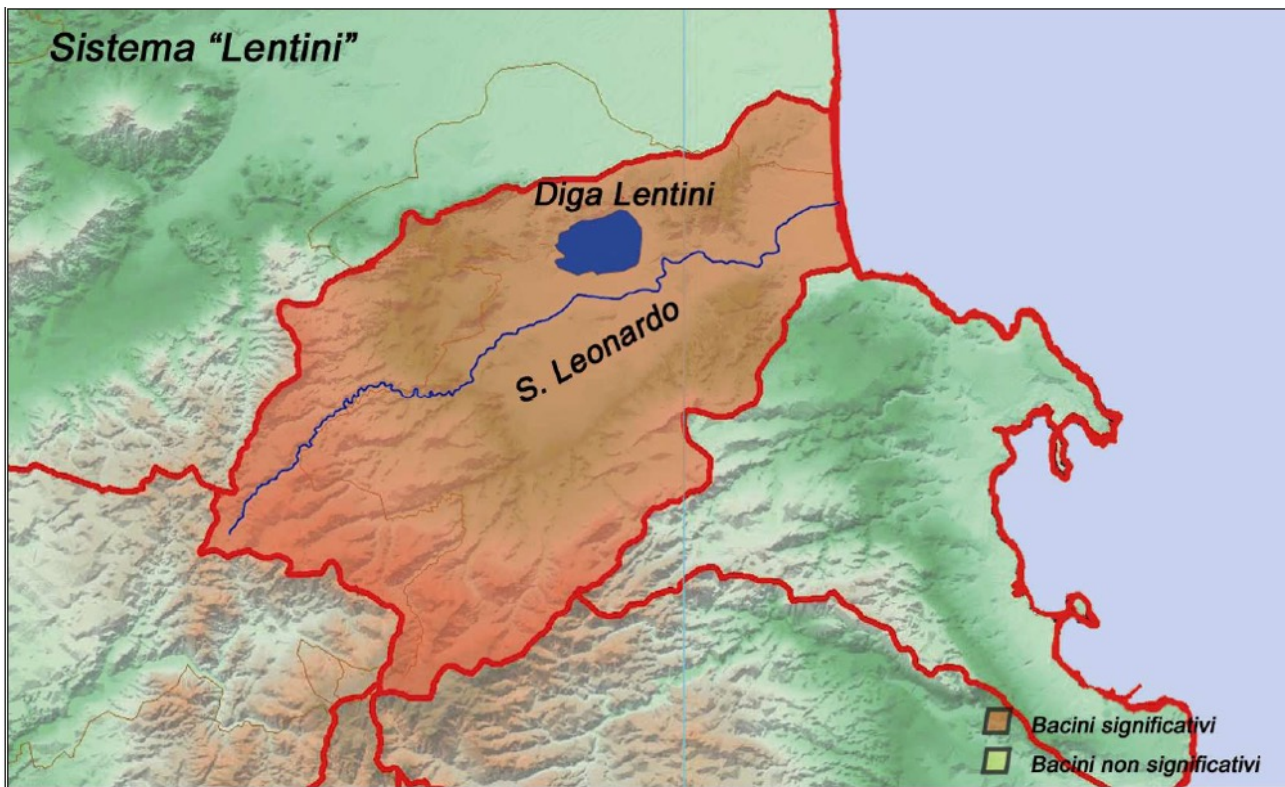 Sistema “Lentini”
Diga Lentini
S. Leonardo
Bacini significativi
Bacini non significativi